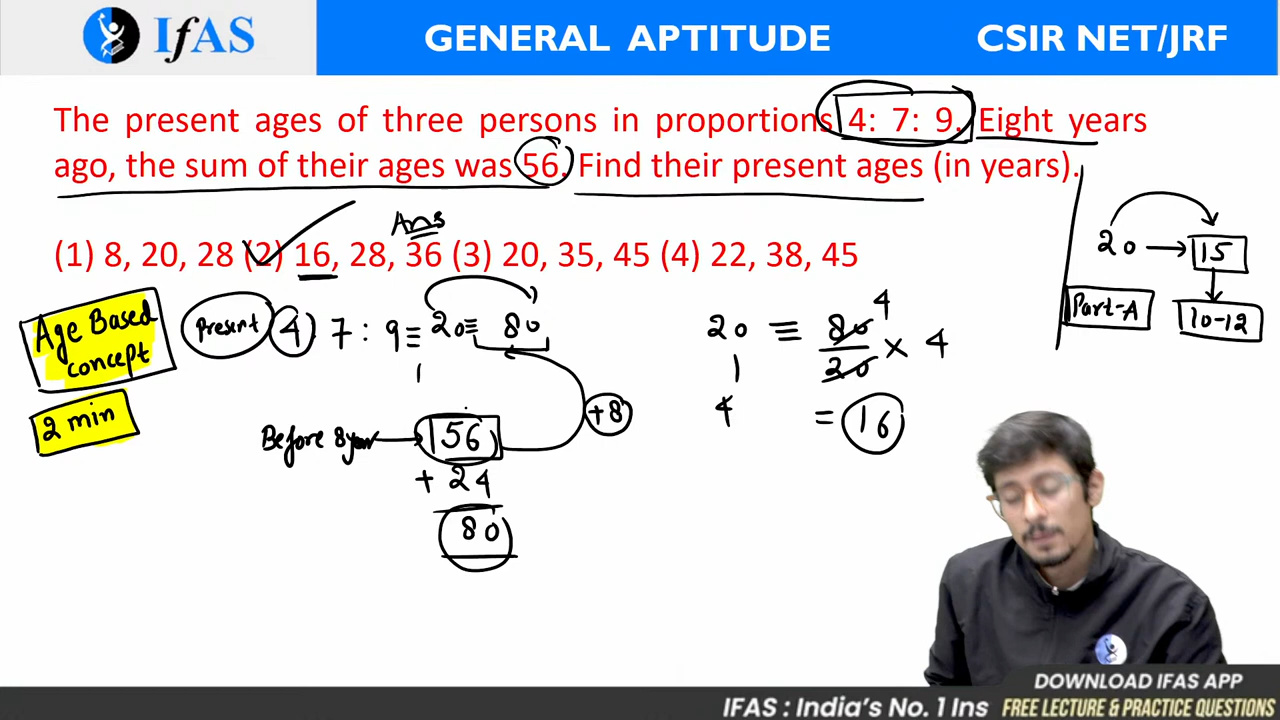 IfAS GENERAL APTITUDE CSIR NET/JRF
The present ages of three persons in proportions 4: 7: 9. Eight years
ago, the sum of their ages was 56. Find their present ages (in years).
Ans
(1) 8, 20, 28 (2) 16, 28, 36 (3) 20, 35, 45 (4) 22, 38, 45
20 → 15
Part-A 10-12
Age Based
concept
Present 4: 7 : 9 ≡ 20 ≡ 80
20 ≡ 80/20 × 4
4
2 min
Before 8year → 56 +8
4 = 16
+ 24
80
DOWNLOAD IFAS APP
IFAS : India's No. 1 Ins FREE LECTURE & PRACTICE QUESTIONS